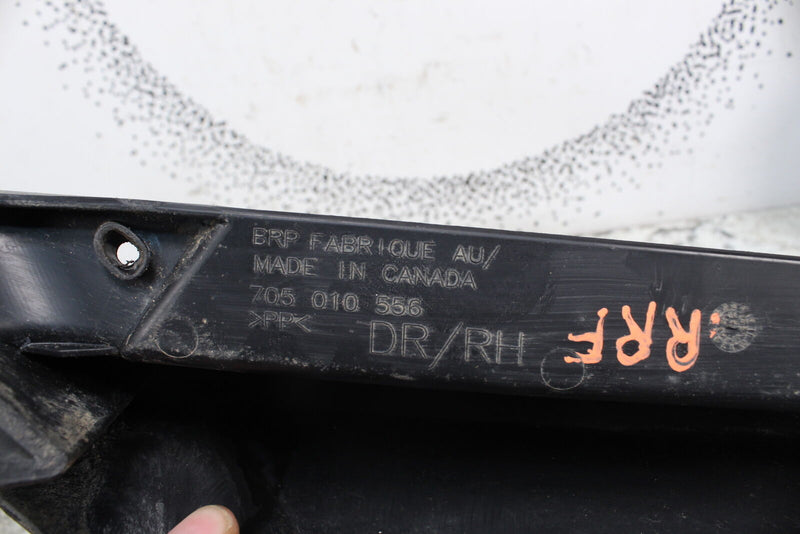 BRP FABRIQUE AU/
MADE IN CANADA
705 010 556
>PP<
DR/RH
RRF